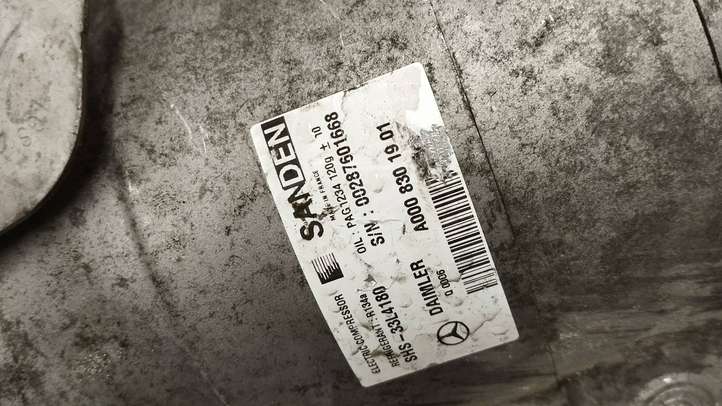 SANDEN
MADE IN FRANCE
ELECTRIC COMPRESSOR
REFRIGERANT : R134a
OIL : PAG1234 120g ± 10
SHS-33L4180
S/N : 00287601668
DAIMLER A000 830 19 01